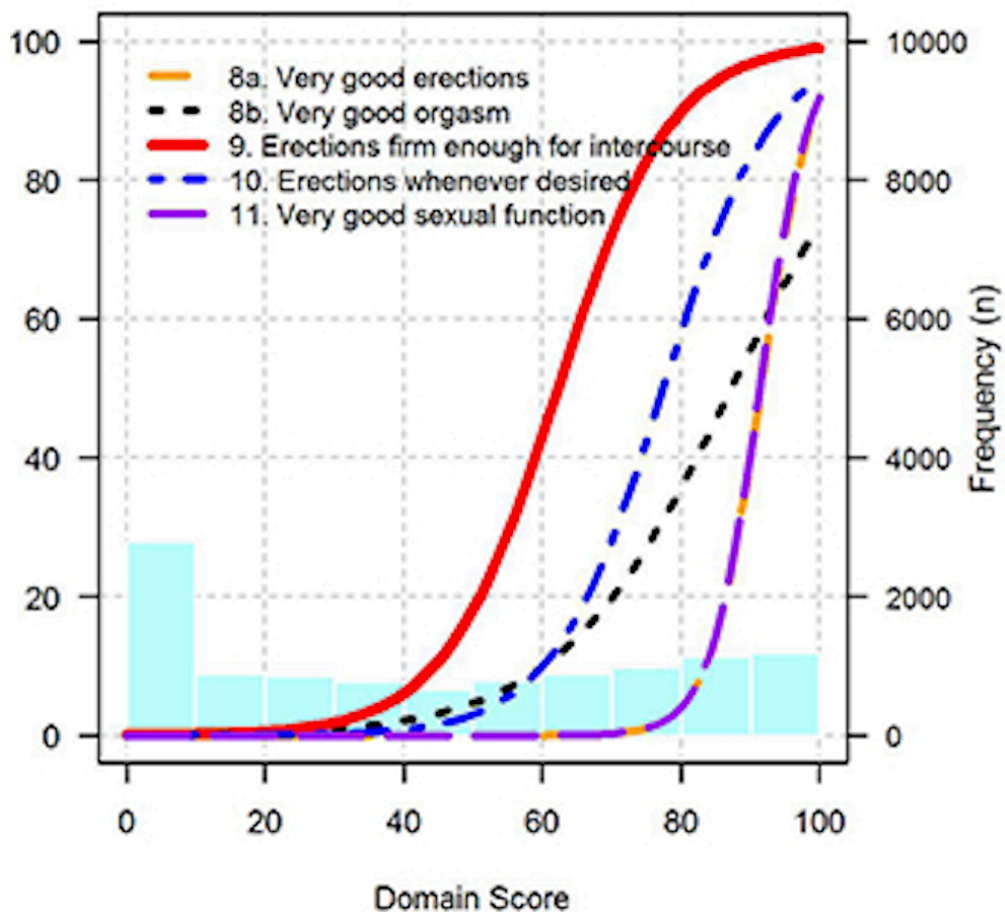 100
80
60
40
20
0
8a. Very good erections
8b. Very good orgasm
9. Erections firm enough for intercourse
10. Erections whenever desired
11. Very good sexual function
10000
8000
6000
4000
2000
0
Frequency (n)
0 20 40 60 80 100
Domain Score